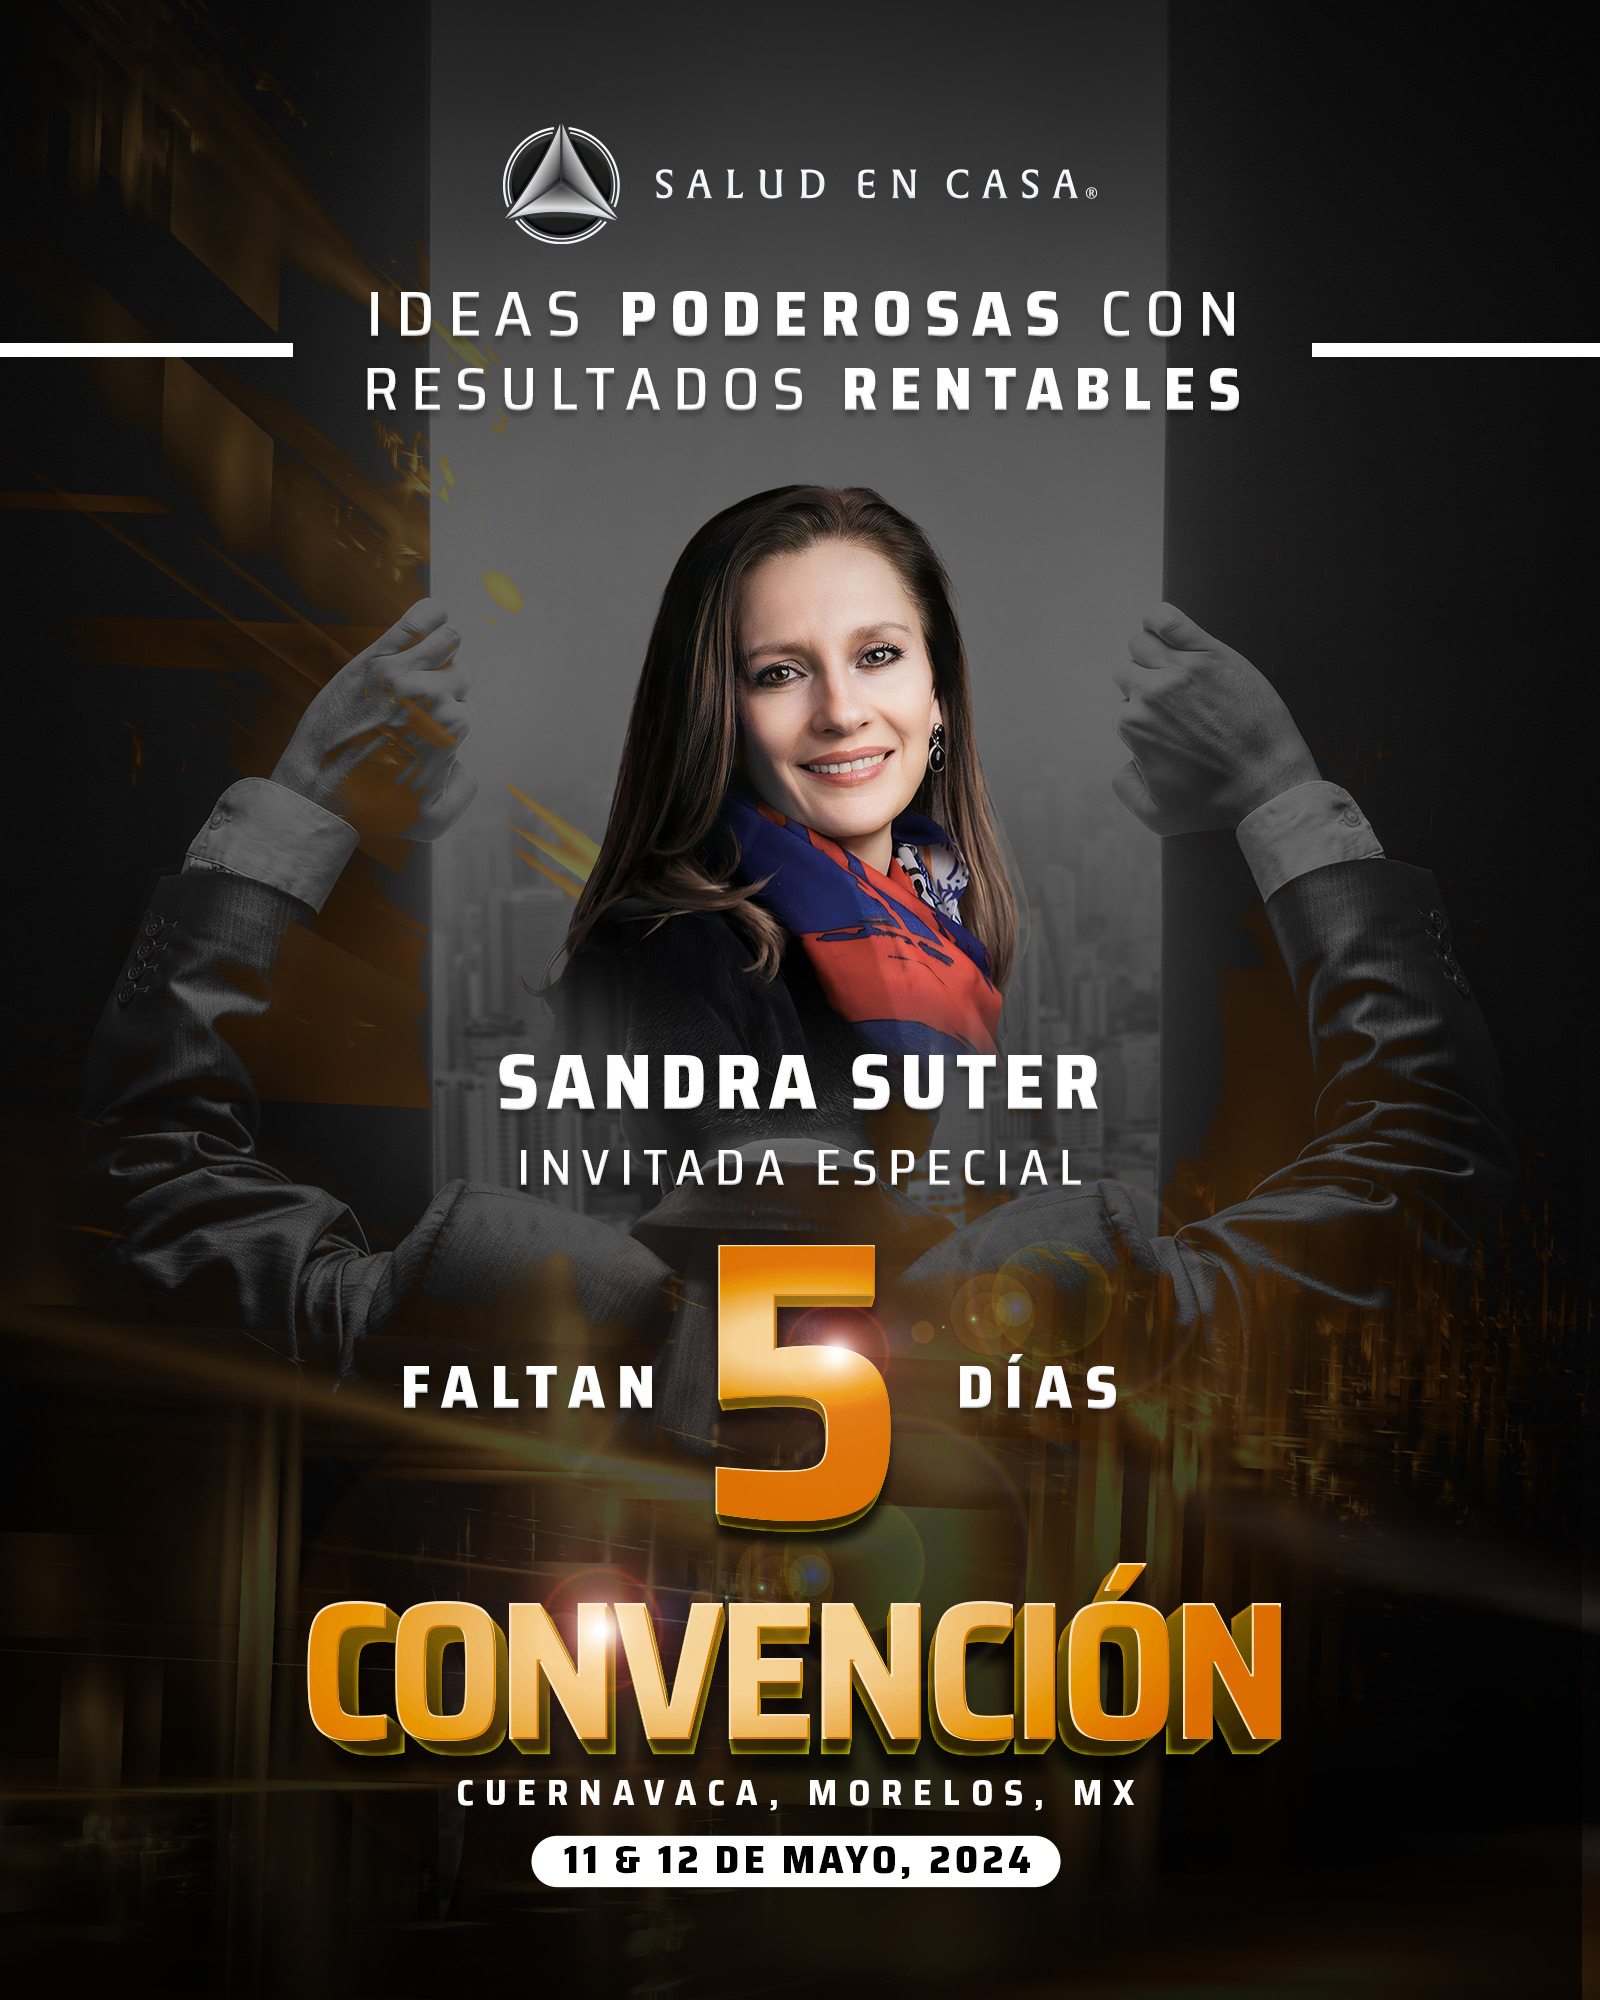 SALUD EN CASA®
IDEAS PODEROSAS CON
RESULTADOS RENTABLES
SANDRA SUTER
INVITADA ESPECIAL
FALTAN 5 DÍAS
CONVENCIÓN
CUERNAVACA, MORELOS, MX
11 & 12 DE MAYO, 2024